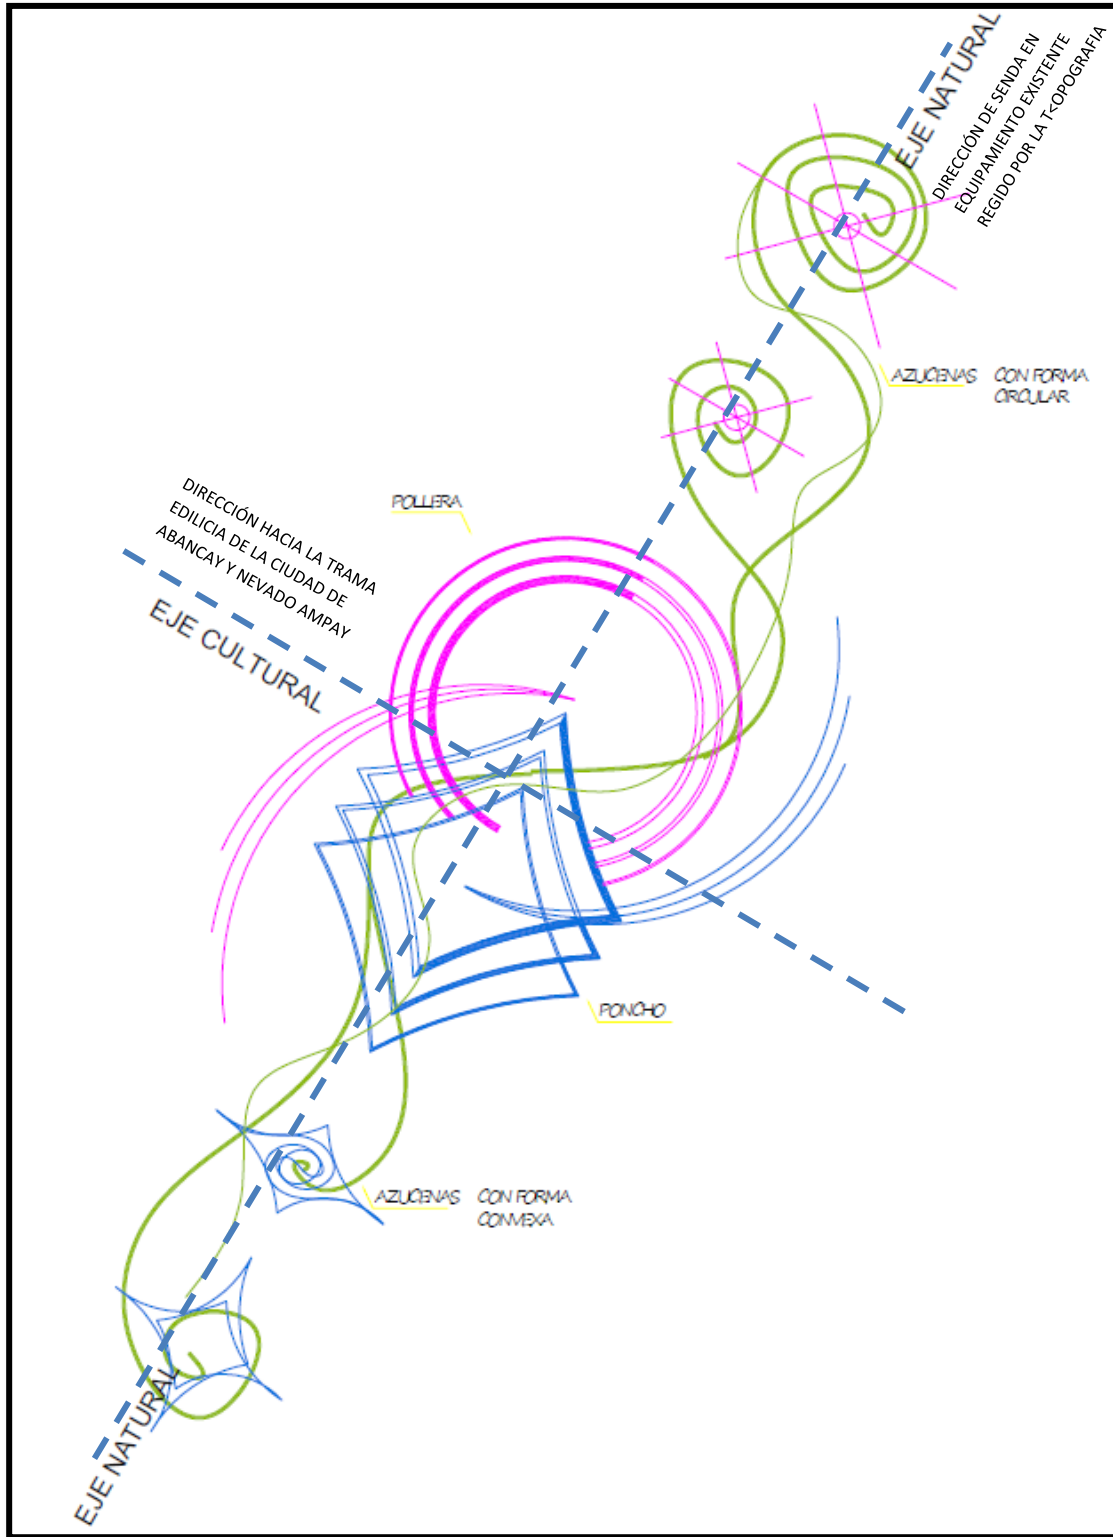 EJE NATURAL
DIRECCIÓN DE SENDA EN
EQUIPAMIENTO EXISTENTE
REGIDO POR LA T<OPOGRAFIA
AZUCENAS CON FORMA
CIRCULAR
POLLERA
DIRECCIÓN HACIA LA TRAMA
EDILICIA DE LA CIUDAD DE
ABANCAY Y NEVADO AMPAY
EJE CULTURAL
PONCHO
AZUCENAS CON FORMA
CONVEXA
EJE NATURAL